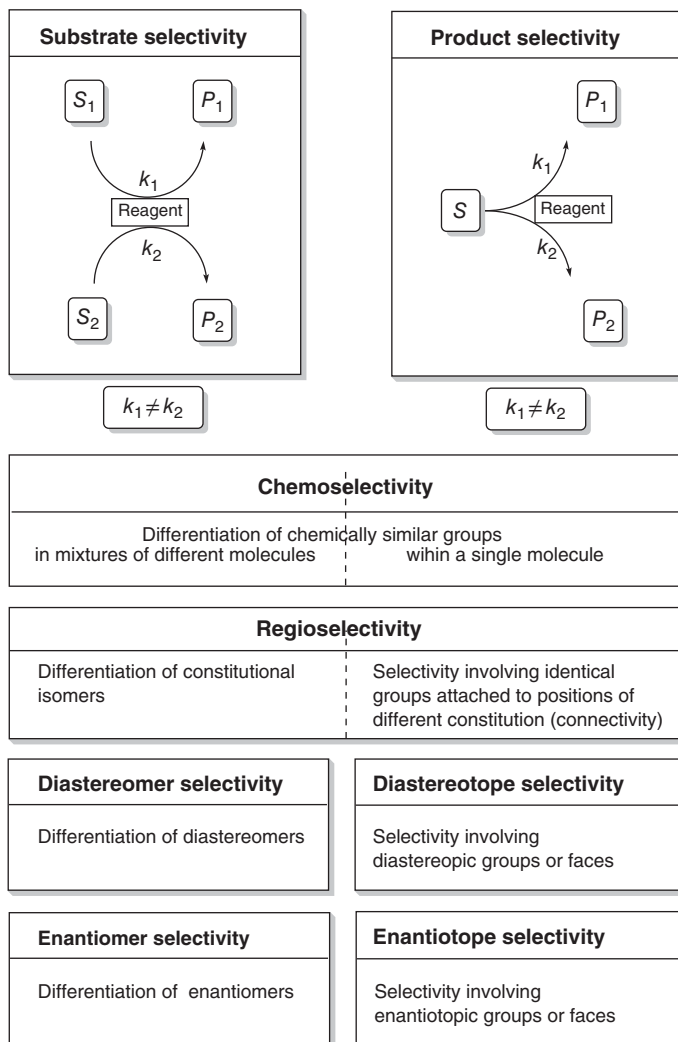 Substrate selectivity
S1 P1
k1
Reagent
k2
S2 P2
k1 ≠ k2
Product selectivity
P1
k1
S Reagent
k2
P2
k1 ≠ k2
Chemoselectivity
Differentiation of chemically similar groups
in mixtures of different molecules wihin a single molecule
Regioselectivity
Differentiation of constitutional
isomers
Selectivity involving identical
groups attached to positions of
different constitution (connectivity)
Diastereomer selectivity
Differentiation of diastereomers
Diastereotope selectivity
Selectivity involving
diastereopic groups or faces
Enantiomer selectivity
Differentiation of enantiomers
Enantiotope selectivity
Selectivity involving
enantiotopic groups or faces